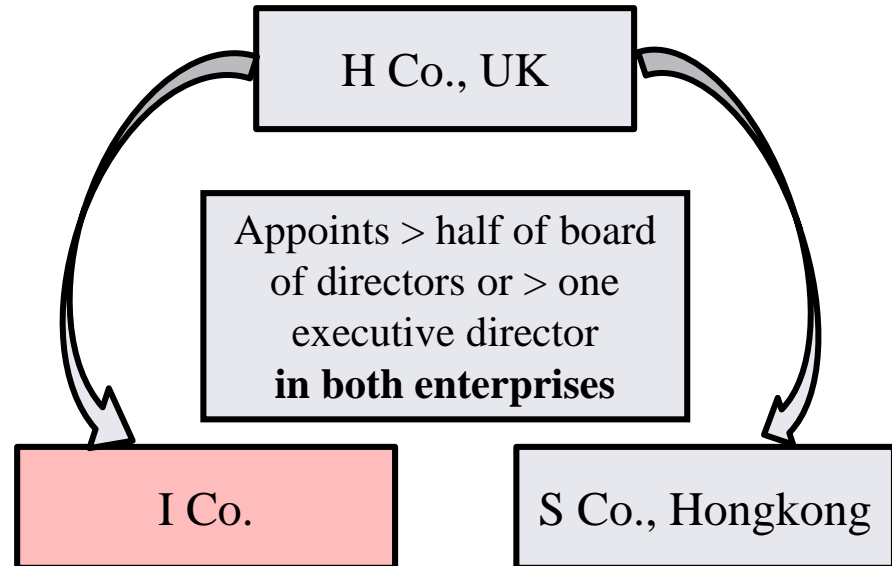 H Co., UK
Appoints > half of board
of directors or > one
executive director
in both enterprises
I Co.
S Co., Hongkong